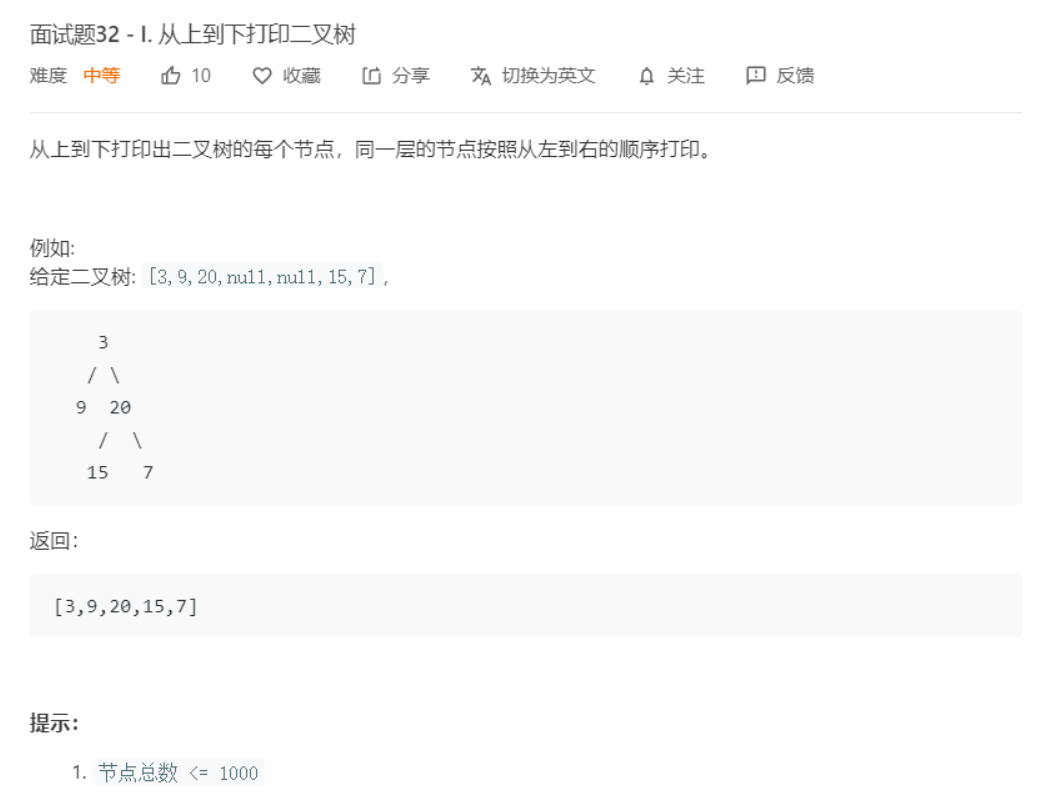 面试题32 - I. 从上到下打印二叉树
难度 中等 10 收藏 分享 切换为英文 关注 反馈
从上到下打印出二叉树的每个节点，同一层的节点按照从左到右的顺序打印。
例如:
给定二叉树: [3,9,20,null,null,15,7],
3
/ \
9 20
/ \
15 7
返回：
[3,9,20,15,7]
提示：
1. 节点总数 <= 1000